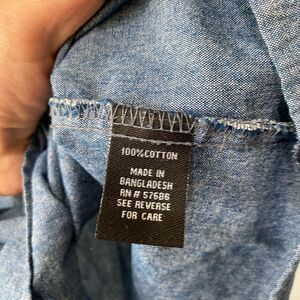 100%COTTON
MADE IN
BANGLADESH
RN # 57686
SEE REVERSE
FOR CARE